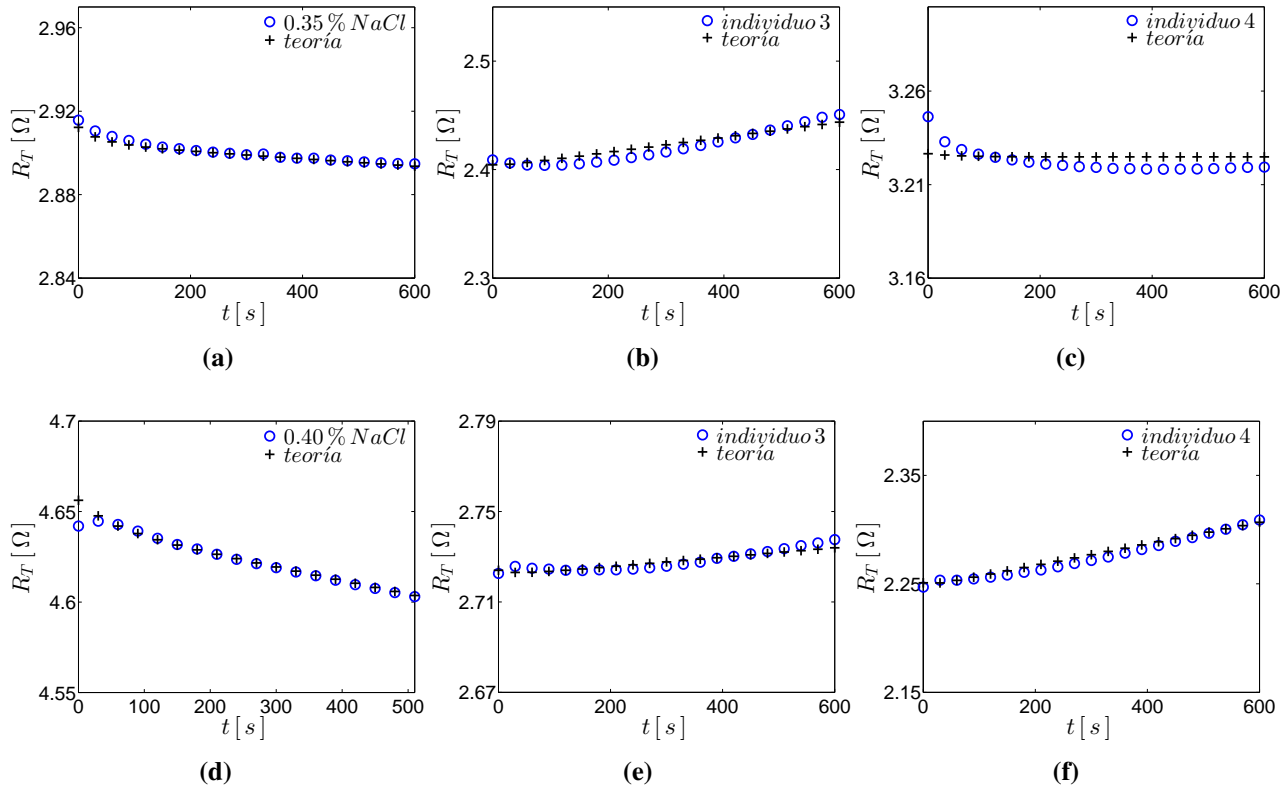 2.96
2.92
2.88
2.84
0 200 400 600
R_T [ Ω ]
t [ s ]
0.35 % NaCl
teoría
(a)
2.5
2.4
2.3
0 200 400 600
R_T [ Ω ]
t [ s ]
individuo 3
teoría
(b)
3.26
3.21
3.16
0 200 400 600
R_T [ Ω ]
t [ s ]
individuo 4
teoría
(c)
4.7
4.65
4.6
4.55
0 100 200 300 400 500
R_T [ Ω ]
t [ s ]
0.40 % NaCl
teoría
(d)
2.79
2.75
2.71
2.67
0 200 400 600
R_T [ Ω ]
t [ s ]
individuo 3
teoría
(e)
2.35
2.25
2.15
0 200 400 600
R_T [ Ω ]
t [ s ]
individuo 4
teoría
(f)